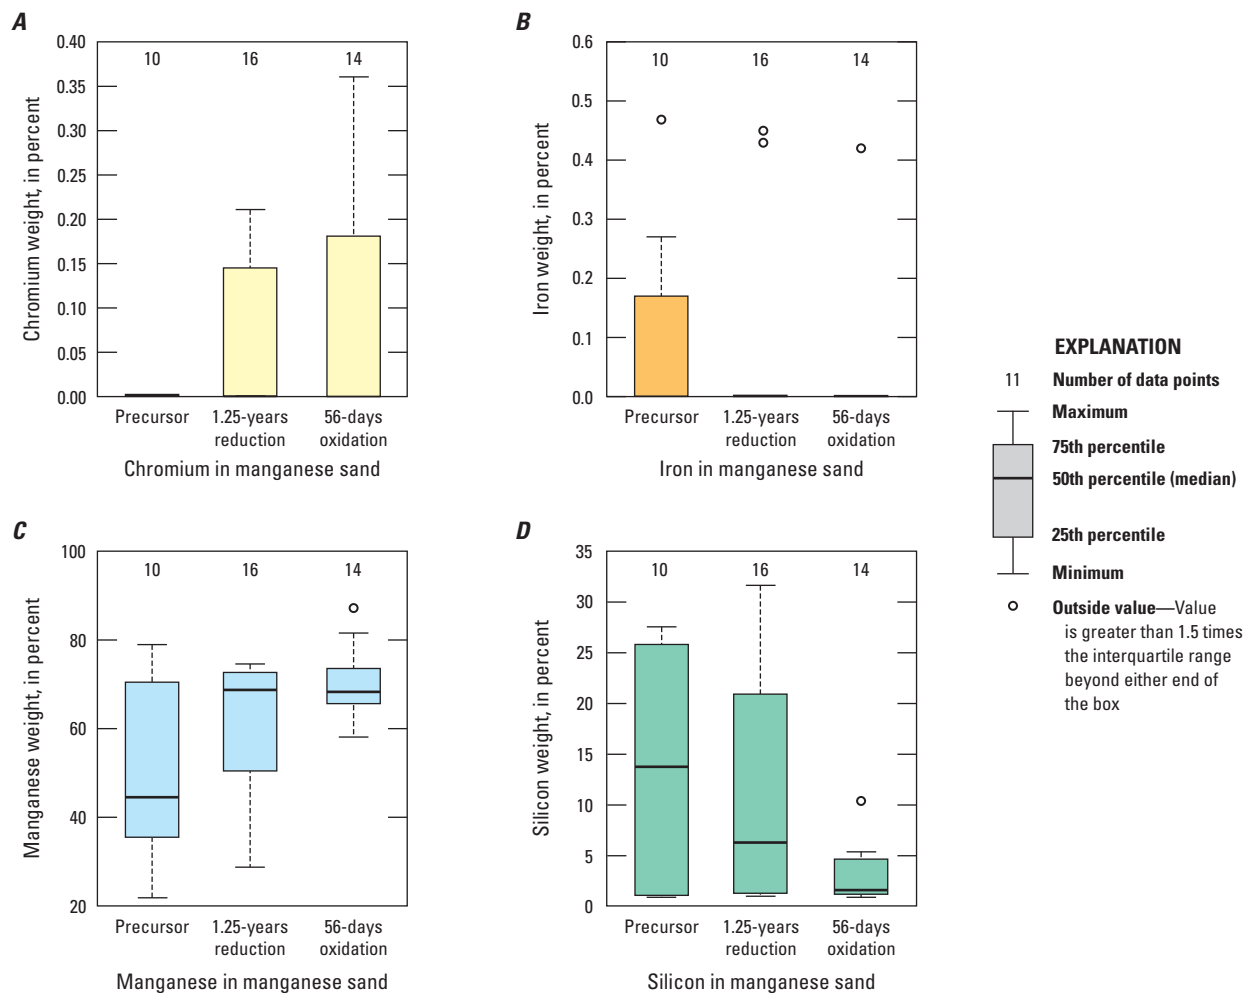 A
0.40
0.35
0.30
0.25
0.20
0.15
0.10
0.05
0.00
Chromium weight, in percent
10
16
14
Precursor
1.25-years
reduction
56-days
oxidation
Chromium in manganese sand
B
0.6
0.5
0.4
0.3
0.2
0.1
0.0
Iron weight, in percent
10
16
14
Precursor
1.25-years
reduction
56-days
oxidation
Iron in manganese sand
C
100
80
60
40
20
Manganese weight, in percent
10
16
14
Precursor
1.25-years
reduction
56-days
oxidation
Manganese in manganese sand
D
35
30
25
20
15
10
5
0
Silicon weight, in percent
10
16
14
Precursor
1.25-years
reduction
56-days
oxidation
Silicon in manganese sand
EXPLANATION
11 Number of data points
Maximum
75th percentile
50th percentile (median)
25th percentile
Minimum
Outside value—Value
is greater than 1.5 times
the interquartile range
beyond either end of
the box